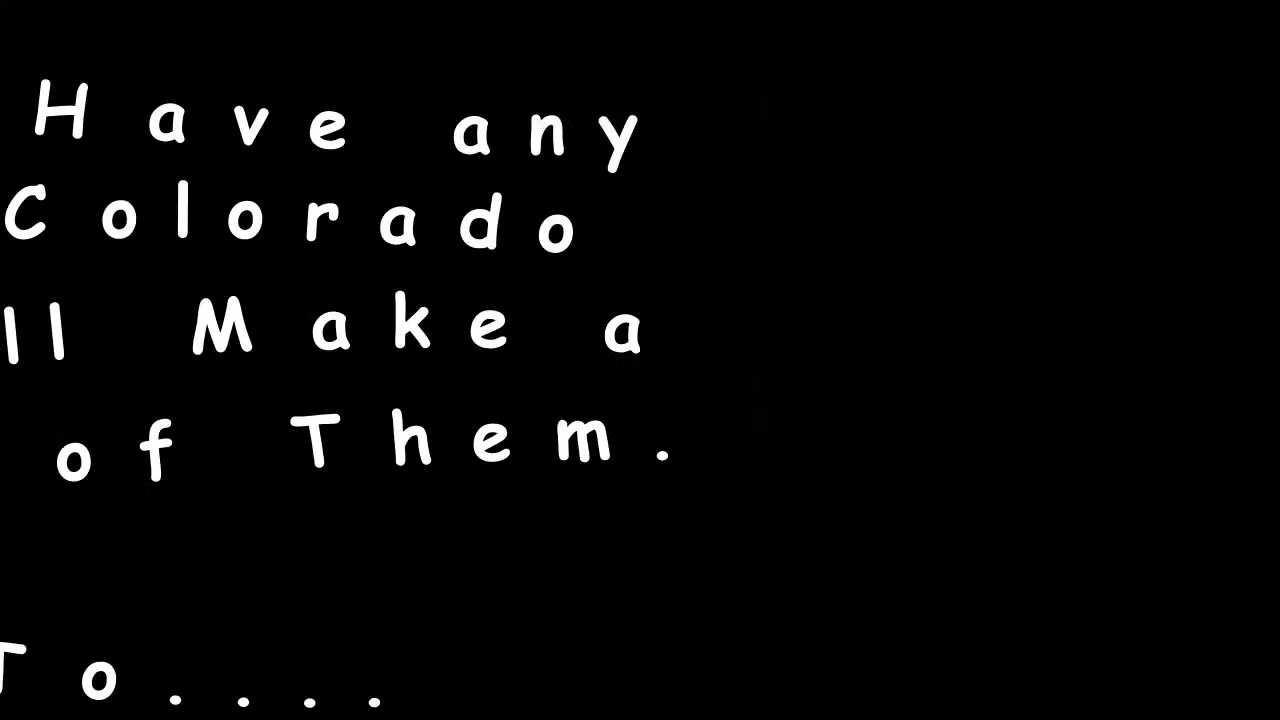 Have any
Colorado
ll Make a
of Them.
To....